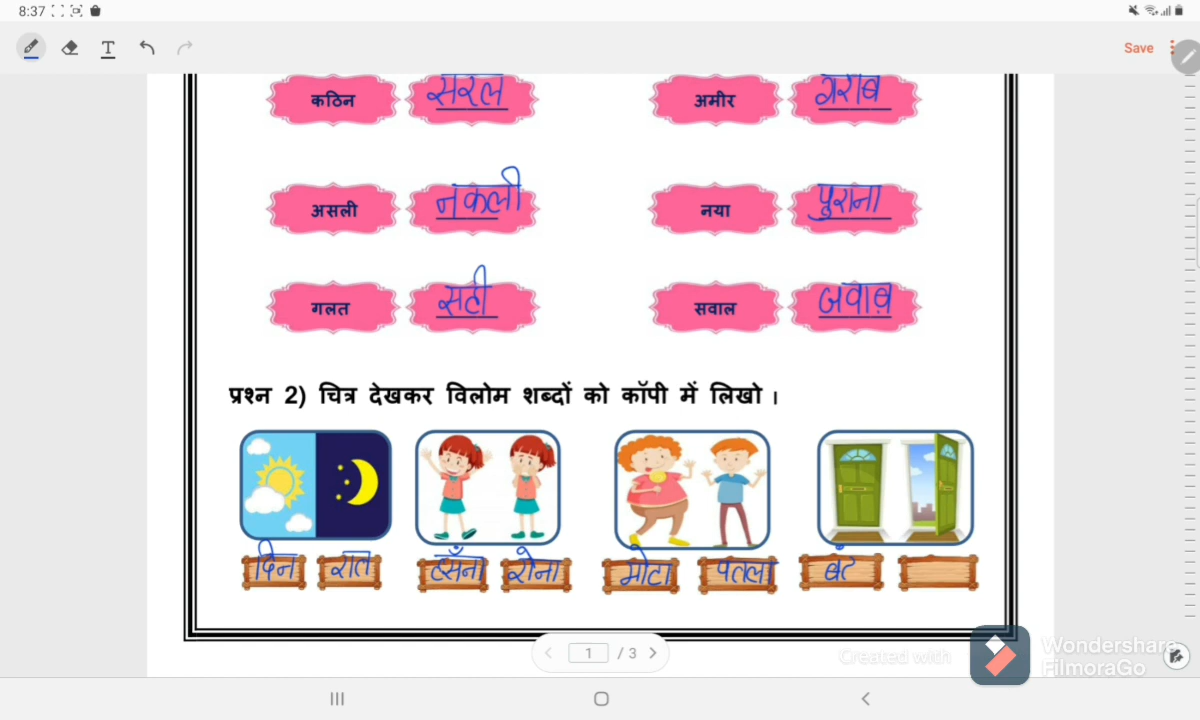 8:37
T Save
कठिन सरल अमीर गराब
असली नकली नया पुराना
गलत सही सवाल जवाब
प्रश्न 2) चित्र देखकर विलोम शब्दों को कॉपी में लिखो ।
दिन रात हँसना रोना मोटा पतला बंद
1 / 3
Created with Wondershare FilmoraGo